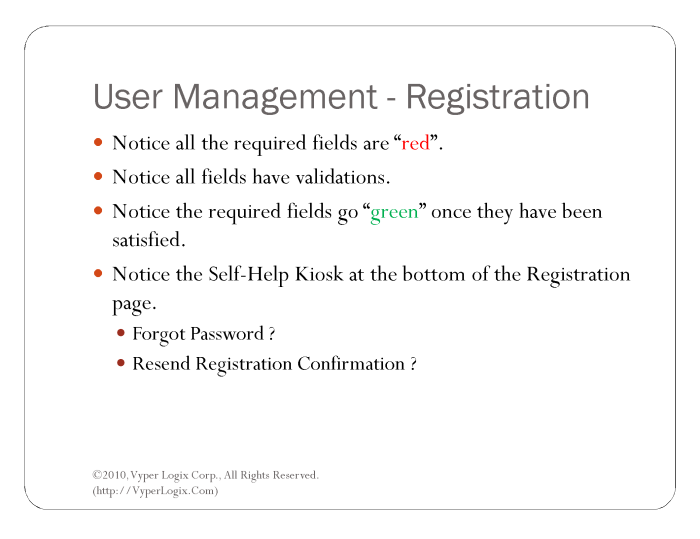 User Management - Registration
• Notice all the required fields are “red”.
• Notice all fields have validations.
• Notice the required fields go “green” once they have been
satisfied.
• Notice the Self-Help Kiosk at the bottom of the Registration
page.
• Forgot Password ?
• Resend Registration Confirmation ?
©2010, Vyper Logix Corp., All Rights Reserved.
(http://VyperLogix.Com)